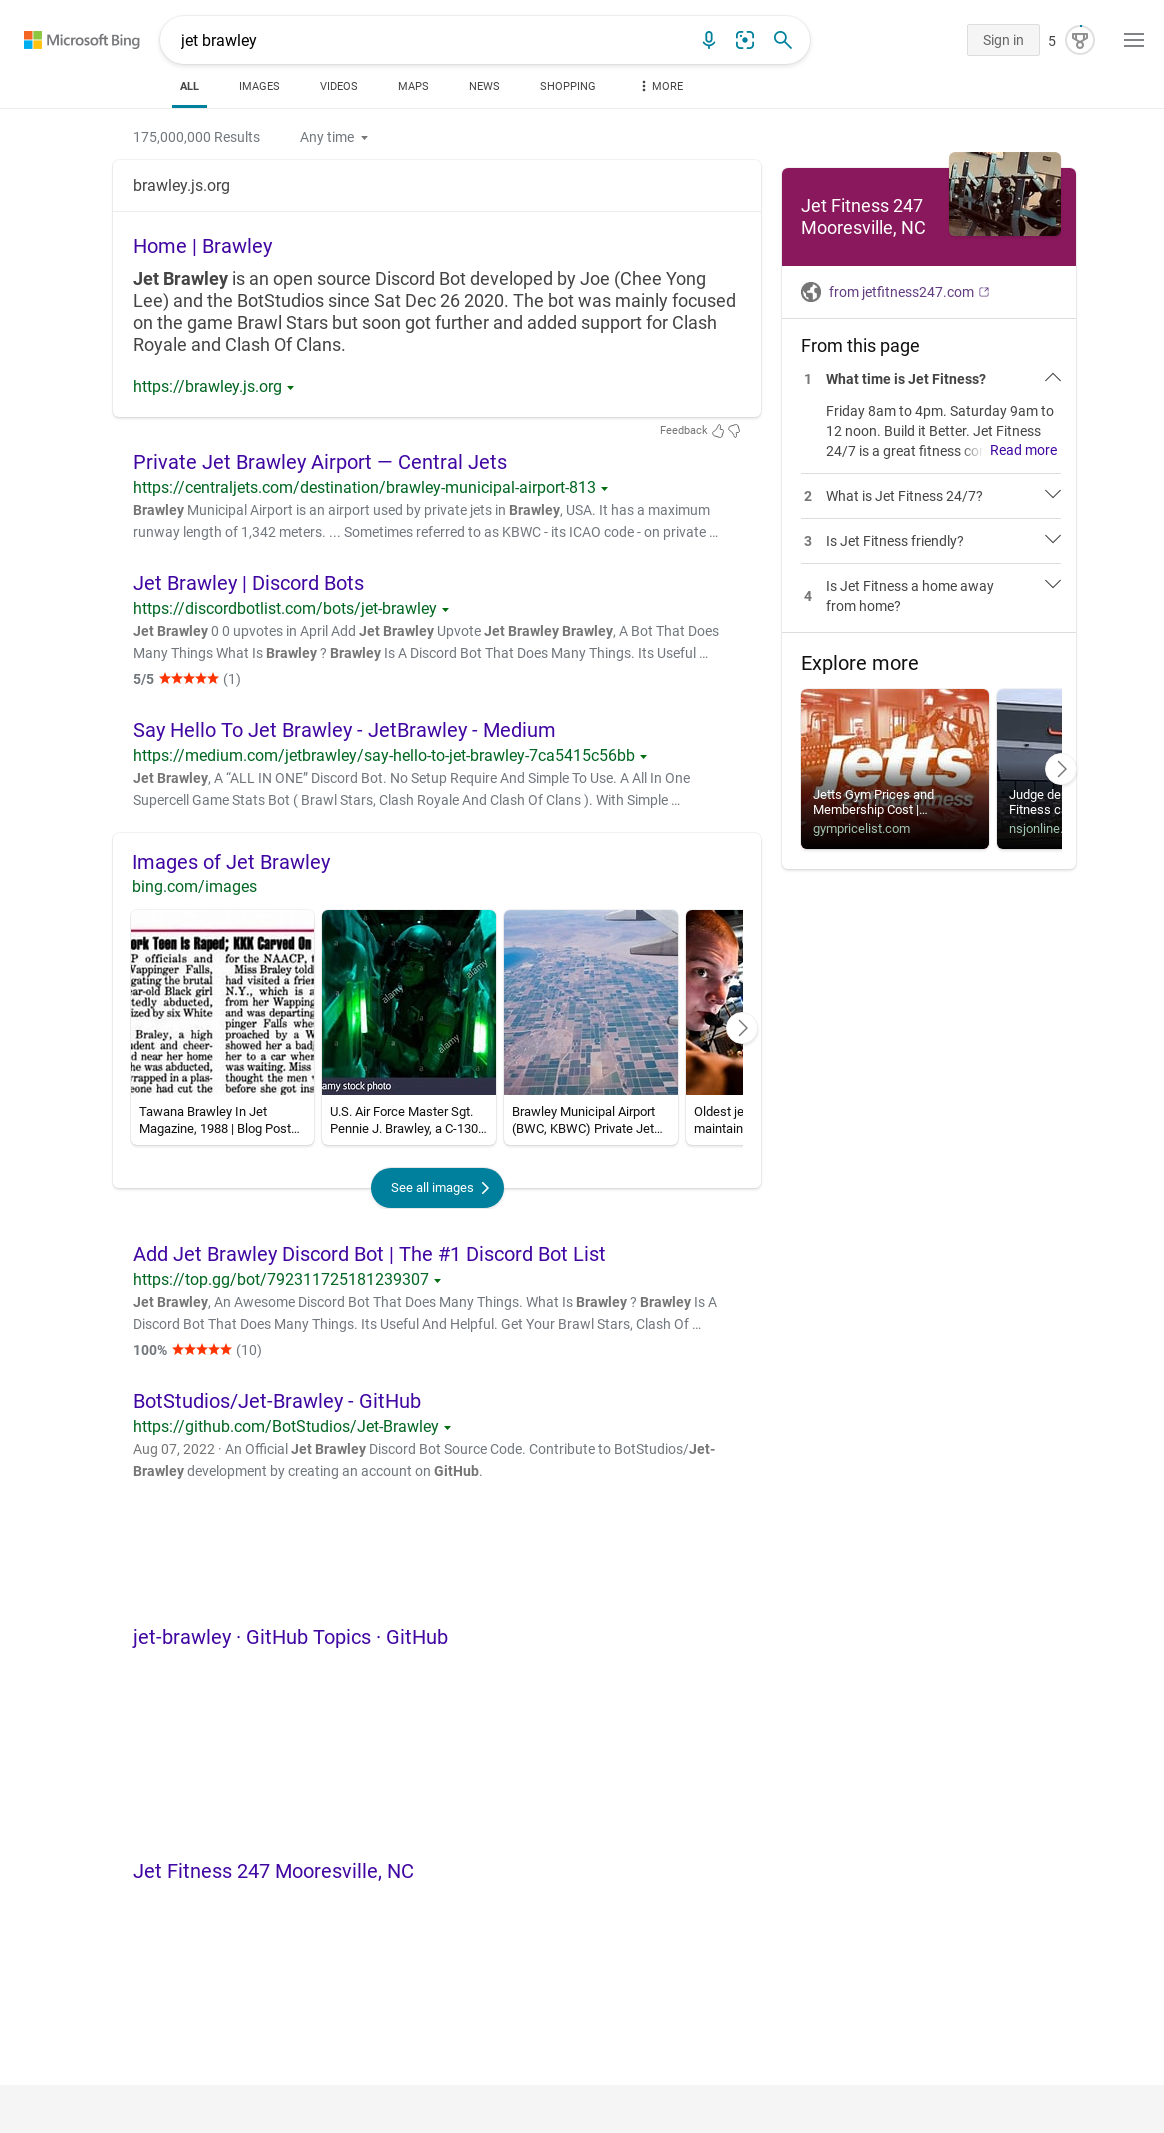 Microsoft Bing
jet brawley
Sign in
5
ALL
IMAGES
VIDEOS
MAPS
NEWS
SHOPPING
MORE
175,000,000 Results
Any time
brawley.js.org
Home | Brawley
Jet Brawley is an open source Discord Bot developed by Joe (Chee Yong
Lee) and the BotStudios since Sat Dec 26 2020. The bot was mainly focused
on the game Brawl Stars but soon got further and added support for Clash
Royale and Clash Of Clans.
https://brawley.js.org
Feedback
Private Jet Brawley Airport — Central Jets
https://centraljets.com/destination/brawley-municipal-airport-813
Brawley Municipal Airport is an airport used by private jets in Brawley, USA. It has a maximum
runway length of 1,342 meters. ... Sometimes referred to as KBWC - its ICAO code - on private …
Jet Brawley | Discord Bots
https://discordbotlist.com/bots/jet-brawley
Jet Brawley 0 0 upvotes in April Add Jet Brawley Upvote Jet Brawley Brawley, A Bot That Does
Many Things What Is Brawley ? Brawley Is A Discord Bot That Does Many Things. Its Useful …
5/5 ★★★★★ (1)
Say Hello To Jet Brawley - JetBrawley - Medium
https://medium.com/jetbrawley/say-hello-to-jet-brawley-7ca5415c56bb
Jet Brawley, A “ALL IN ONE” Discord Bot. No Setup Require And Simple To Use. A All In One
Supercell Game Stats Bot ( Brawl Stars, Clash Royale And Clash Of Clans ). With Simple …
Images of Jet Brawley
bing.com/images
ork Teen Is Raped; KKK Carved On
P officials and
Wappinger Falls,
gating the brutal
ear-old Black girl
tedly abducted,
ized by six White
Braley, a high
dent and cheer-
d near her home
he was abducted,
wrapped in a plas-
eone had cut the
for the NAACP, t
Miss Braley told
had visited a frien
N.Y., which is a
from her Wapping
and was departing
pinger Falls whe
proached by a W
showed her a bad
her to a car wher
was waiting. Miss
thought the men w
before she got ins
alamy
alamy
alamy
amy stock photo
Tawana Brawley In Jet
Magazine, 1988 | Blog Post…
U.S. Air Force Master Sgt.
Pennie J. Brawley, a C-130…
Brawley Municipal Airport
(BWC, KBWC) Private Jet…
Oldest je
maintain
See all images
Add Jet Brawley Discord Bot | The #1 Discord Bot List
https://top.gg/bot/792311725181239307
Jet Brawley, An Awesome Discord Bot That Does Many Things. What Is Brawley ? Brawley Is A
Discord Bot That Does Many Things. Its Useful And Helpful. Get Your Brawl Stars, Clash Of …
100% ★★★★★ (10)
BotStudios/Jet-Brawley - GitHub
https://github.com/BotStudios/Jet-Brawley
Aug 07, 2022 · An Official Jet Brawley Discord Bot Source Code. Contribute to BotStudios/Jet-
Brawley development by creating an account on GitHub.
jet-brawley · GitHub Topics · GitHub
Jet Fitness 247 Mooresville, NC
Jet Fitness 247
Mooresville, NC
from jetfitness247.com
From this page
1 What time is Jet Fitness?
Friday 8am to 4pm. Saturday 9am to
12 noon. Build it Better. Jet Fitness
24/7 is a great fitness co Read more
2 What is Jet Fitness 24/7?
3 Is Jet Fitness friendly?
4 Is Jet Fitness a home away
from home?
Explore more
jetts
24 hour fitness
Jetts Gym Prices and
Membership Cost |…
gympricelist.com
Judge de
Fitness c
nsjonline.